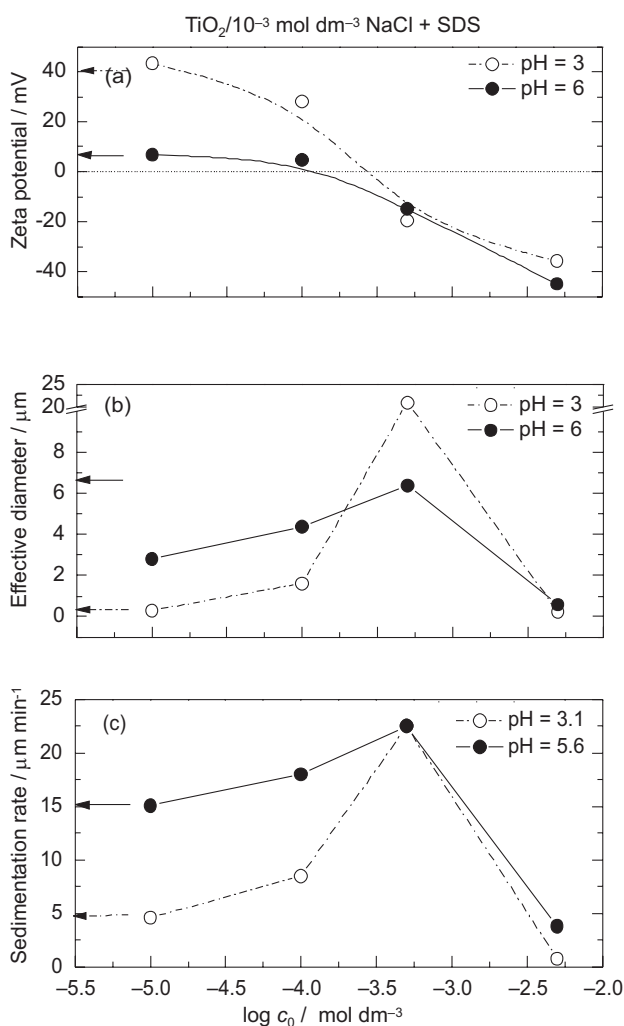 TiO₂/10⁻³ mol dm⁻³ NaCl + SDS
(a)
pH = 3
pH = 6
Zeta potential / mV
40
20
0
-20
-40
(b)
pH = 3
pH = 6
Effective diameter / μm
25
20
8
6
4
2
0
(c)
pH = 3.1
pH = 5.6
Sedimentation rate / μm min⁻¹
25
20
15
10
5
0
–5.5 –5.0 –4.5 –4.0 –3.5 –3.0 –2.5 –2.0
log c₀ / mol dm⁻³